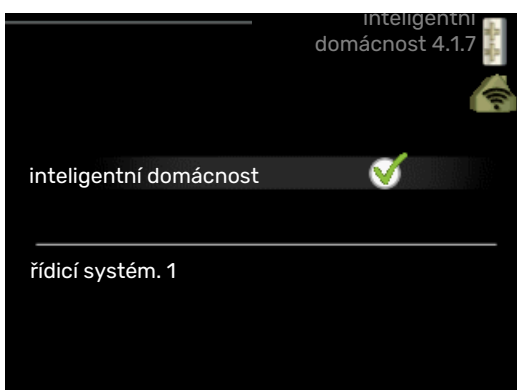 inteligentní
domácnost 4.1.7
inteligentní domácnost
řídicí systém. 1